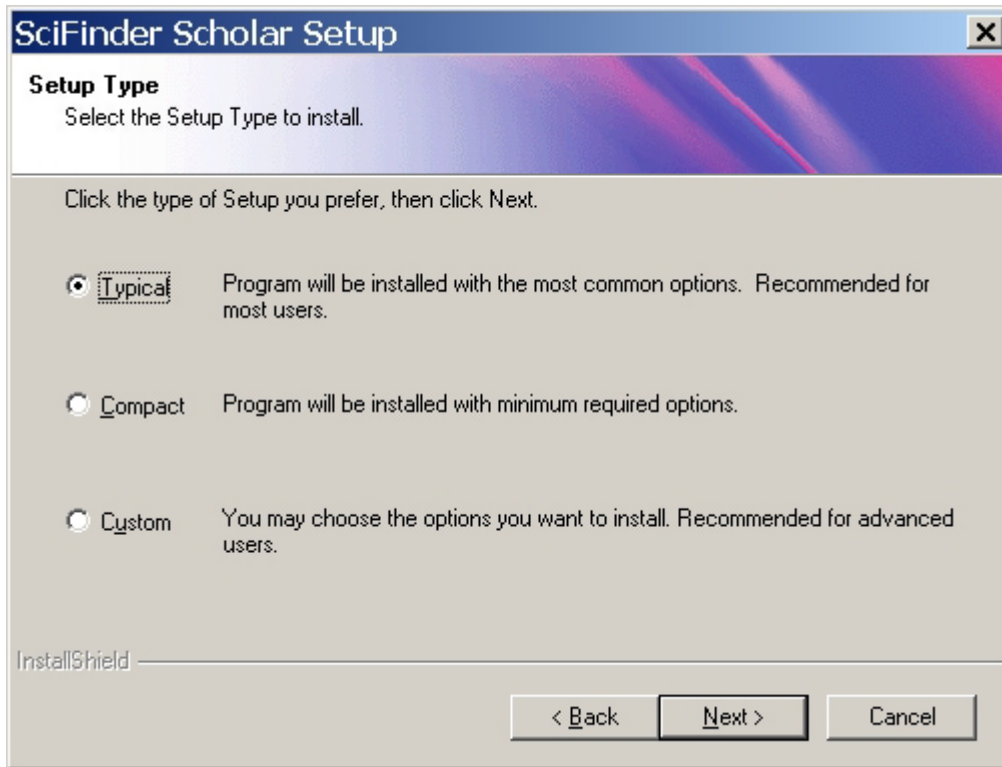 SciFinder Scholar Setup
Setup Type
Select the Setup Type to install.
Click the type of Setup you prefer, then click Next.
Typical
Program will be installed with the most common options.  Recommended for
most users.
Compact
Program will be installed with minimum required options.
Custom
You may choose the options you want to install. Recommended for advanced
users.
InstallShield
< Back
Next >
Cancel